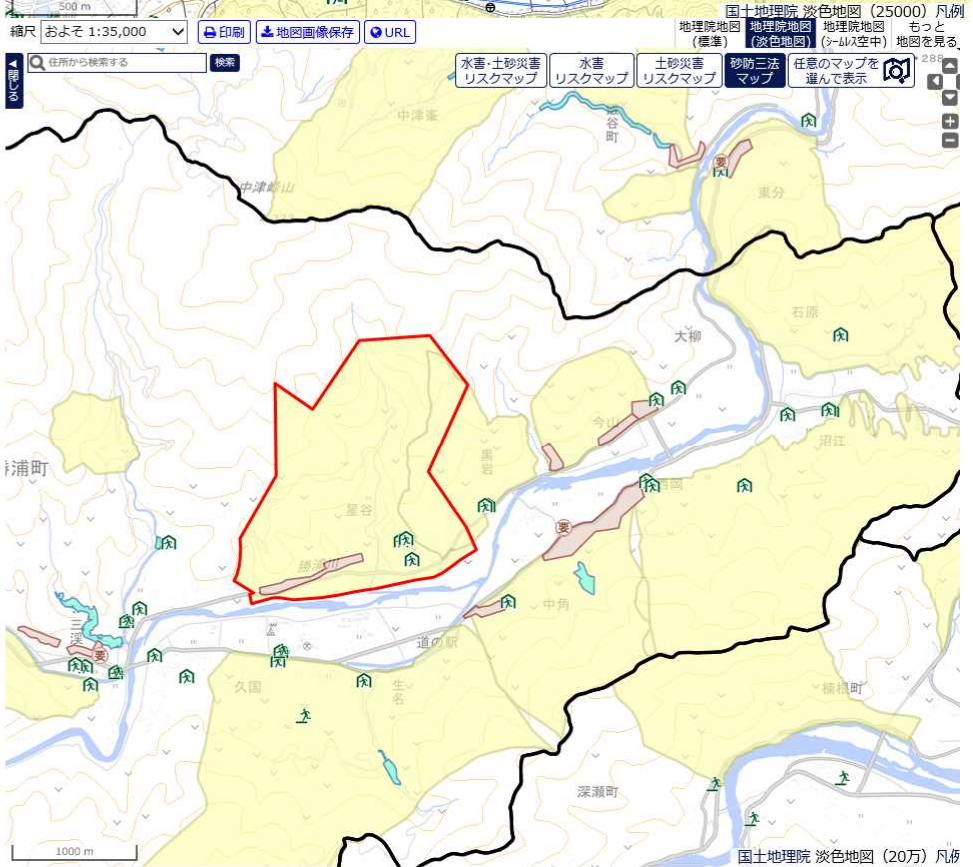 500 m
国土地理院 淡色地図（25000）凡例
縮尺 およそ 1:35,000
印刷
地図画像保存
URL
地理院地図
(標準)
地理院地図
(淡色地図)
地理院地図
(シームレス空中)
もっと
地図を見る
◀閉じる
住所から検索する
検索
水害・土砂災害
リスクマップ
水害
リスクマップ
土砂災害
リスクマップ
砂防三法
マップ
任意のマップを
選んで表示
288
中津峯
谷町
中津峰山
要
東分
石原
大柳
今山
沼江
黒岩
勝浦町
星谷
西岡
要
勝浦川
中角
三渓
要
道の駅
久国
生名
楠根町
深瀬町
1000 m
国土地理院 淡色地図（20万）凡例